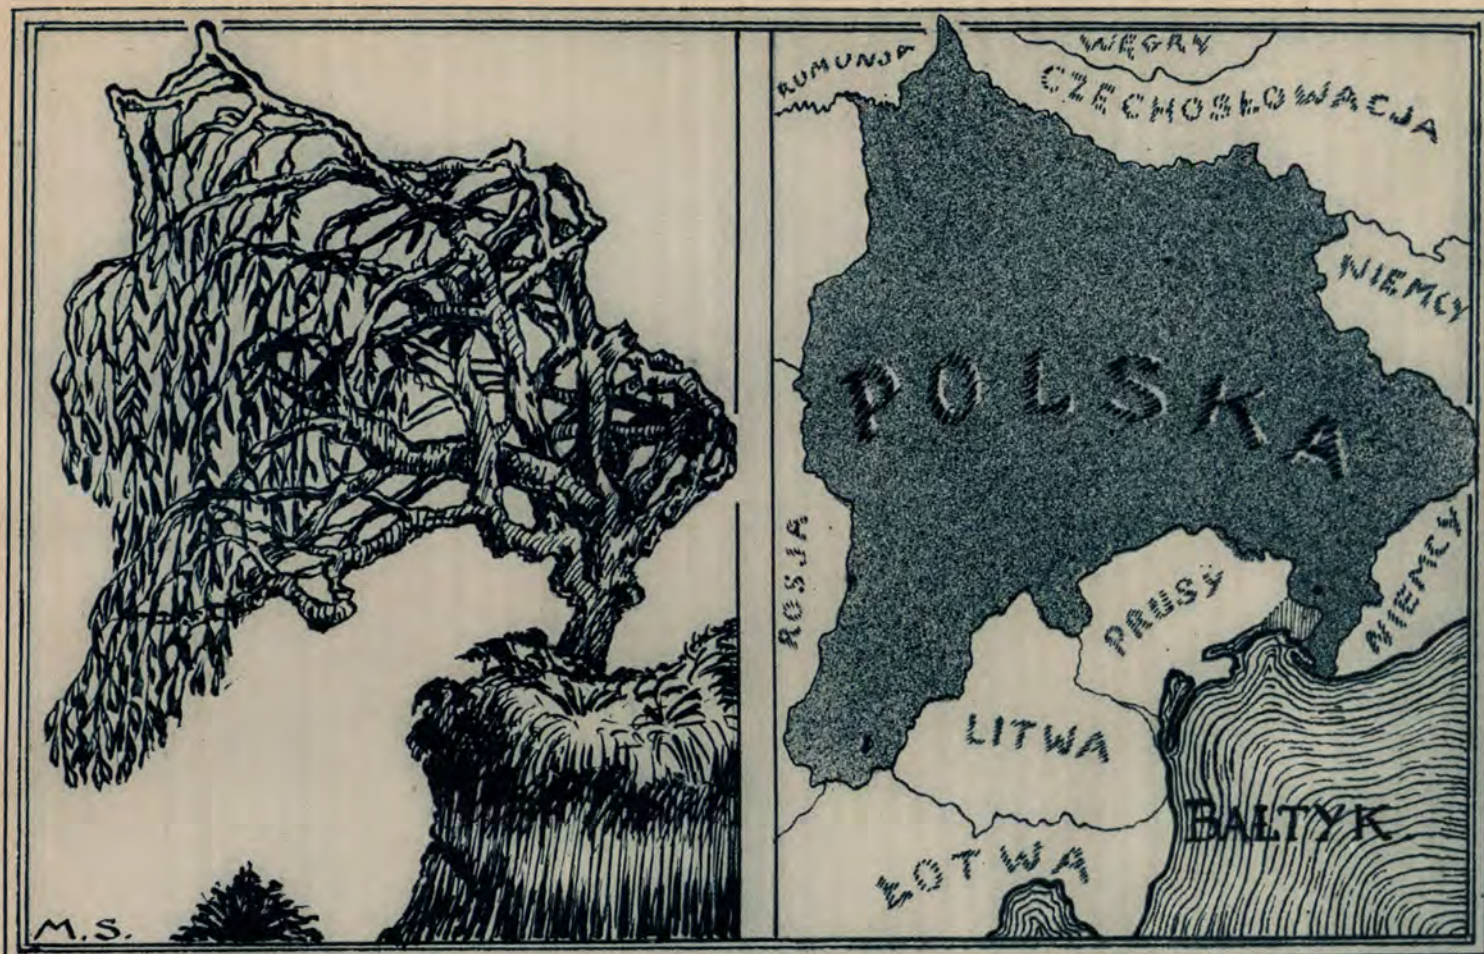 WĘGRY
RUMUNJA
CZECHOSŁOWACJA
NIEMCY
POLSKA
ROSJA
PRUSY
NIEMCY
LITWA
BAŁTYK
ŁOTWA
M.S.